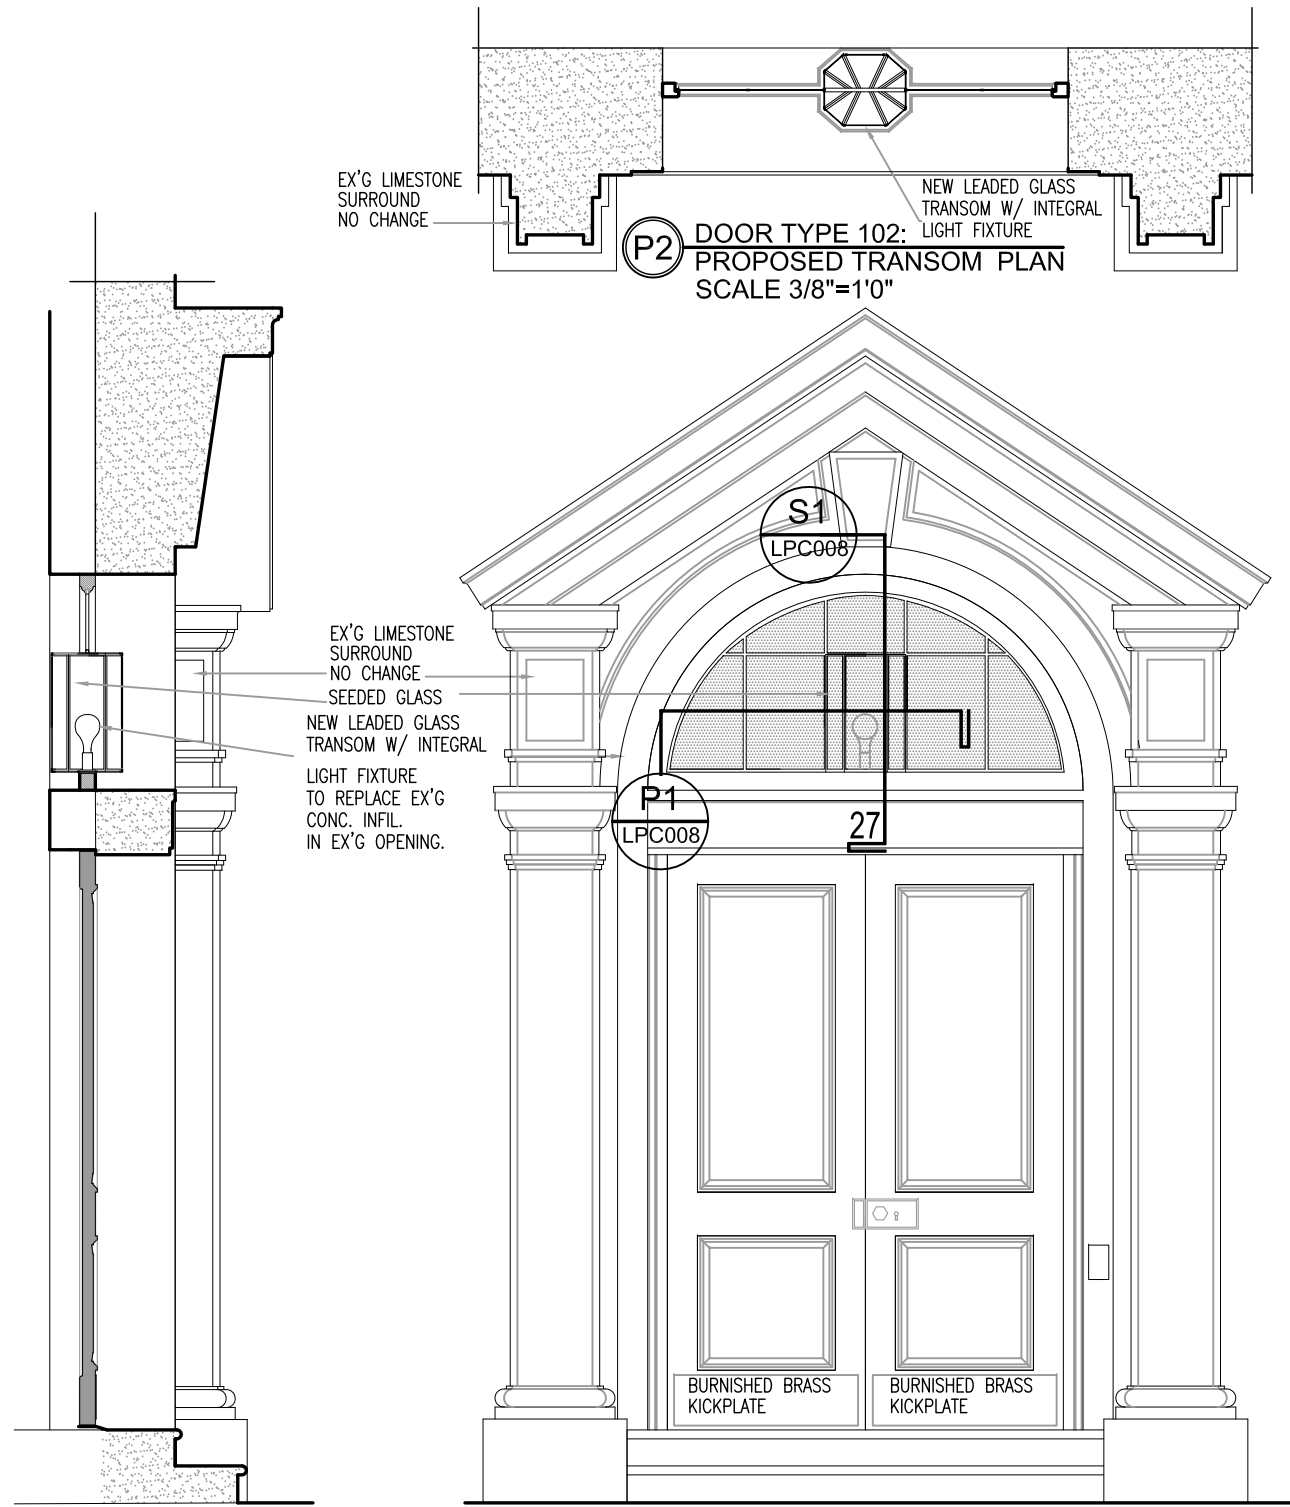 EX'G LIMESTONE
SURROUND
NO CHANGE
NEW LEADED GLASS
TRANSOM W/ INTEGRAL
LIGHT FIXTURE
P2
DOOR TYPE 102:
PROPOSED TRANSOM PLAN
SCALE 3/8"=1'0"
S1
LPC008
EX'G LIMESTONE
SURROUND
NO CHANGE
SEEDED GLASS
NEW LEADED GLASS
TRANSOM W/ INTEGRAL
LIGHT FIXTURE
TO REPLACE EX'G
CONC. INFIL.
IN EX'G OPENING.
P1
LPC008
27
BURNISHED BRASS
KICKPLATE
BURNISHED BRASS
KICKPLATE